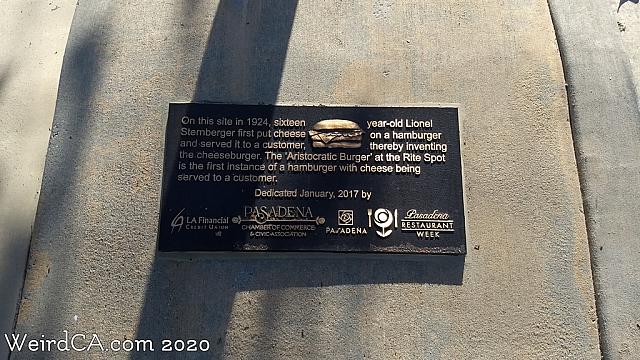 On this site in 1924, sixteen year-old Lionel
Sternberger first put cheese on a hamburger
and served it to a customer, thereby inventing
the cheeseburger. The 'Aristocratic Burger' at the Rite Spot
is the first instance of a hamburger with cheese being
served to a customer.
Dedicated January, 2017 by
LA Financial
CREDIT UNION
PASADENA
CHAMBER OF COMMERCE
& CIVIC ASSOCIATION
PASADENA
Pasadena
RESTAURANT
WEEK
WeirdCA.com 2020